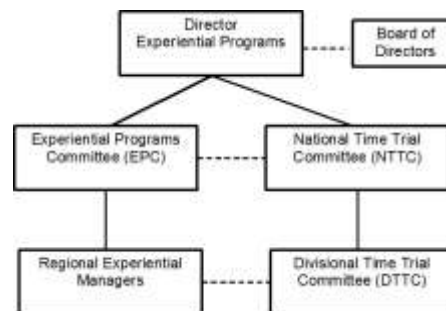 Director
Experiential Programs
Board of
Directors
Experiential Programs
Committee (EPC)
National Time Trial
Committee (NTTC)
Regional Experiential
Managers
Divisional Time Trial
Committee (DTTC)